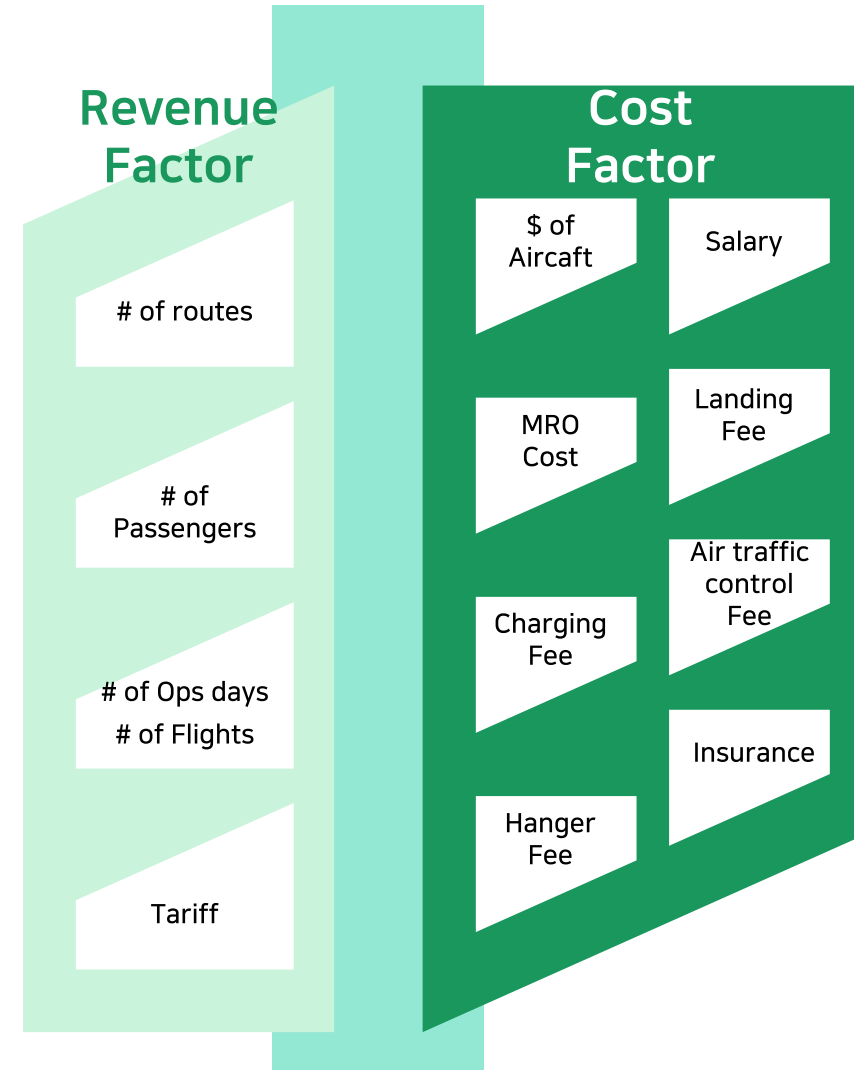 Revenue
Factor
# of routes
# of
Passengers
# of Ops days
# of Flights
Tariff
Cost
Factor
$ of
Aircaft
MRO
Cost
Charging
Fee
Hanger
Fee
Salary
Landing
Fee
Air traffic
control
Fee
Insurance